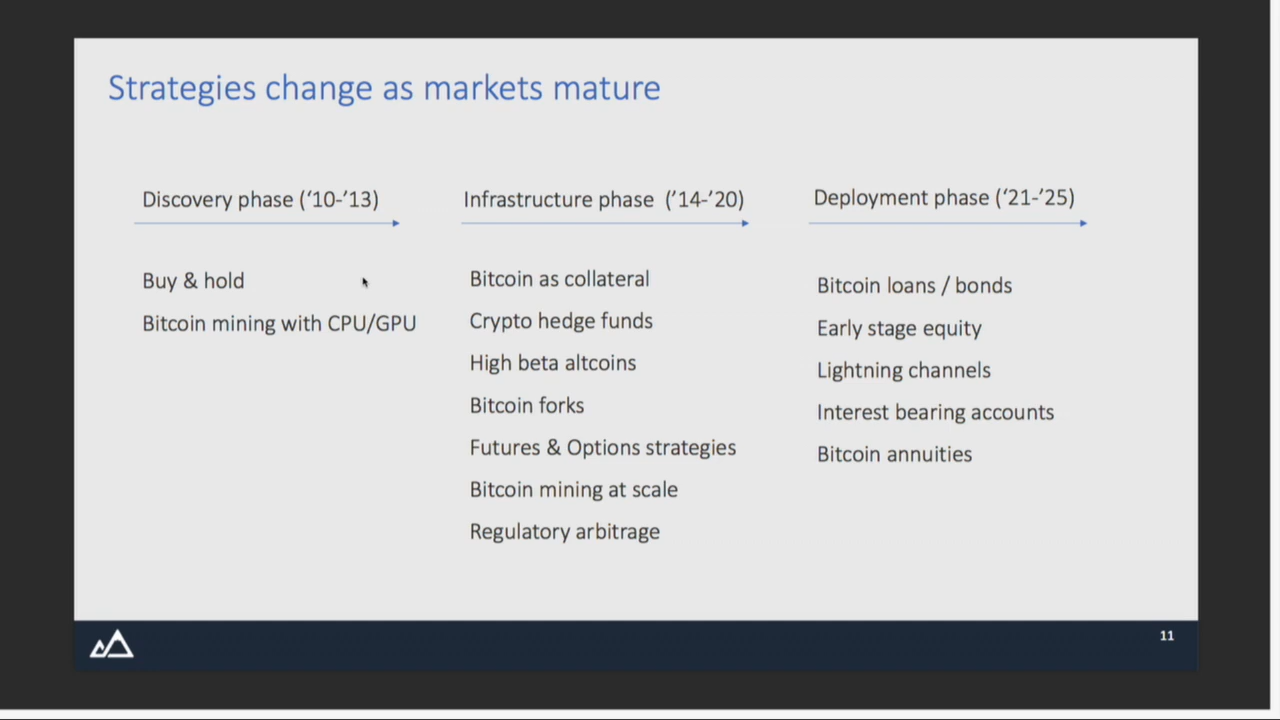 Strategies change as markets mature
Discovery phase (‘10-’13)
Buy & hold
Bitcoin mining with CPU/GPU
Infrastructure phase (’14-’20)
Bitcoin as collateral
Crypto hedge funds
High beta altcoins
Bitcoin forks
Futures & Options strategies
Bitcoin mining at scale
Regulatory arbitrage
Deployment phase (‘21-’25)
Bitcoin loans / bonds
Early stage equity
Lightning channels
Interest bearing accounts
Bitcoin annuities
11